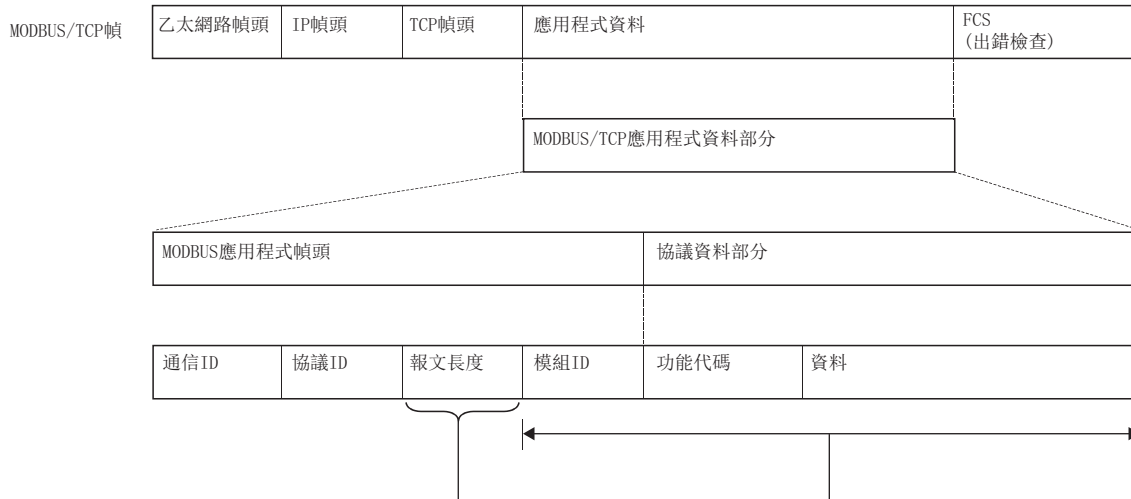 MODBUS/TCP幀
乙太網路幀頭
IP幀頭
TCP幀頭
應用程式資料
FCS
(出錯檢查)
MODBUS/TCP應用程式資料部分
MODBUS應用程式幀頭
協議資料部分
通信ID
協議ID
報文長度
模組ID
功能代碼
資料